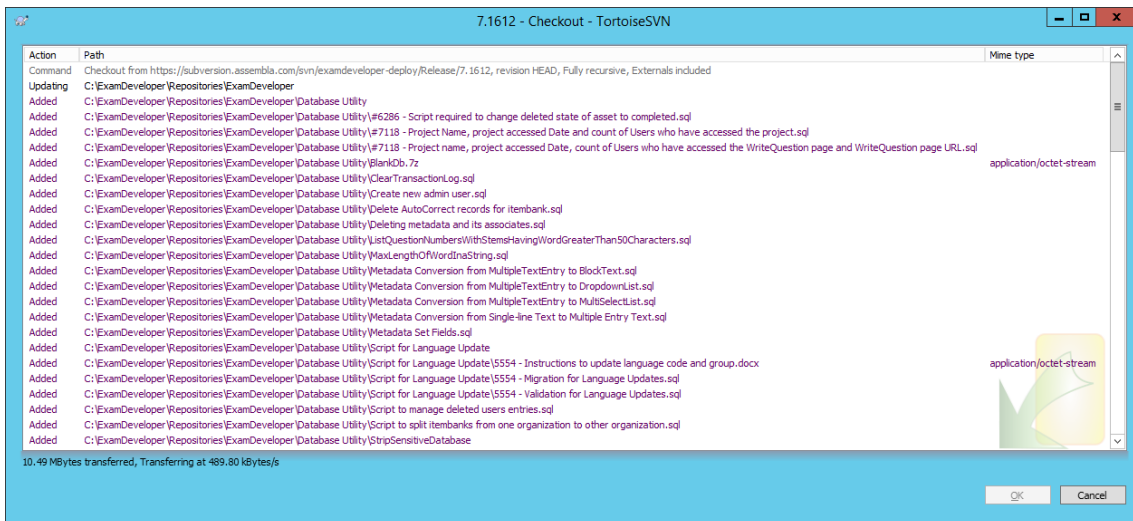 7.1612 - Checkout - TortoiseSVN
Action Path Mime type
Command Checkout from https://subversion.assembla.com/svn/examdeveloper-deploy/Release/7.1612, revision HEAD, Fully recursive, Externals included
Updating C:\ExamDeveloper\Repositories\ExamDeveloper
Added C:\ExamDeveloper\Repositories\ExamDeveloper\Database Utility
Added C:\ExamDeveloper\Repositories\ExamDeveloper\Database Utility\#6286 - Script required to change deleted state of asset to completed.sql
Added C:\ExamDeveloper\Repositories\ExamDeveloper\Database Utility\#7118 - Project Name, project accessed Date and count of Users who have accessed the project.sql
Added C:\ExamDeveloper\Repositories\ExamDeveloper\Database Utility\#7118 - Project name, project accessed Date, count of Users who have accessed the WriteQuestion page and WriteQuestion page URL.sql
Added C:\ExamDeveloper\Repositories\ExamDeveloper\Database Utility\BlankDb.7z application/octet-stream
Added C:\ExamDeveloper\Repositories\ExamDeveloper\Database Utility\ClearTransactionLog.sql
Added C:\ExamDeveloper\Repositories\ExamDeveloper\Database Utility\Create new admin user.sql
Added C:\ExamDeveloper\Repositories\ExamDeveloper\Database Utility\Delete AutoCorrect records for itembank.sql
Added C:\ExamDeveloper\Repositories\ExamDeveloper\Database Utility\Deleting metadata and its associates.sql
Added C:\ExamDeveloper\Repositories\ExamDeveloper\Database Utility\ListQuestionNumbersWithStemsHavingWordGreaterThan50Characters.sql
Added C:\ExamDeveloper\Repositories\ExamDeveloper\Database Utility\MaxLengthOfWordInaString.sql
Added C:\ExamDeveloper\Repositories\ExamDeveloper\Database Utility\Metadata Conversion from MultipleTextEntry to BlockText.sql
Added C:\ExamDeveloper\Repositories\ExamDeveloper\Database Utility\Metadata Conversion from MultipleTextEntry to DropdownList.sql
Added C:\ExamDeveloper\Repositories\ExamDeveloper\Database Utility\Metadata Conversion from MultipleTextEntry to MultiSelectList.sql
Added C:\ExamDeveloper\Repositories\ExamDeveloper\Database Utility\Metadata Conversion from Single-line Text to Multiple Entry Text.sql
Added C:\ExamDeveloper\Repositories\ExamDeveloper\Database Utility\Metadata Set Fields.sql
Added C:\ExamDeveloper\Repositories\ExamDeveloper\Database Utility\Script for Language Update
Added C:\ExamDeveloper\Repositories\ExamDeveloper\Database Utility\Script for Language Update\5554 - Instructions to update language code and group.docx application/octet-stream
Added C:\ExamDeveloper\Repositories\ExamDeveloper\Database Utility\Script for Language Update\5554 - Migration for Language Updates.sql
Added C:\ExamDeveloper\Repositories\ExamDeveloper\Database Utility\Script for Language Update\5554 - Validation for Language Updates.sql
Added C:\ExamDeveloper\Repositories\ExamDeveloper\Database Utility\Script to manage deleted users entries.sql
Added C:\ExamDeveloper\Repositories\ExamDeveloper\Database Utility\Script to split itembanks from one organization to other organization.sql
Added C:\ExamDeveloper\Repositories\ExamDeveloper\Database Utility\StripSensitiveDatabase
10.49 MBytes transferred, Transferring at 489.80 kBytes/s
OK Cancel